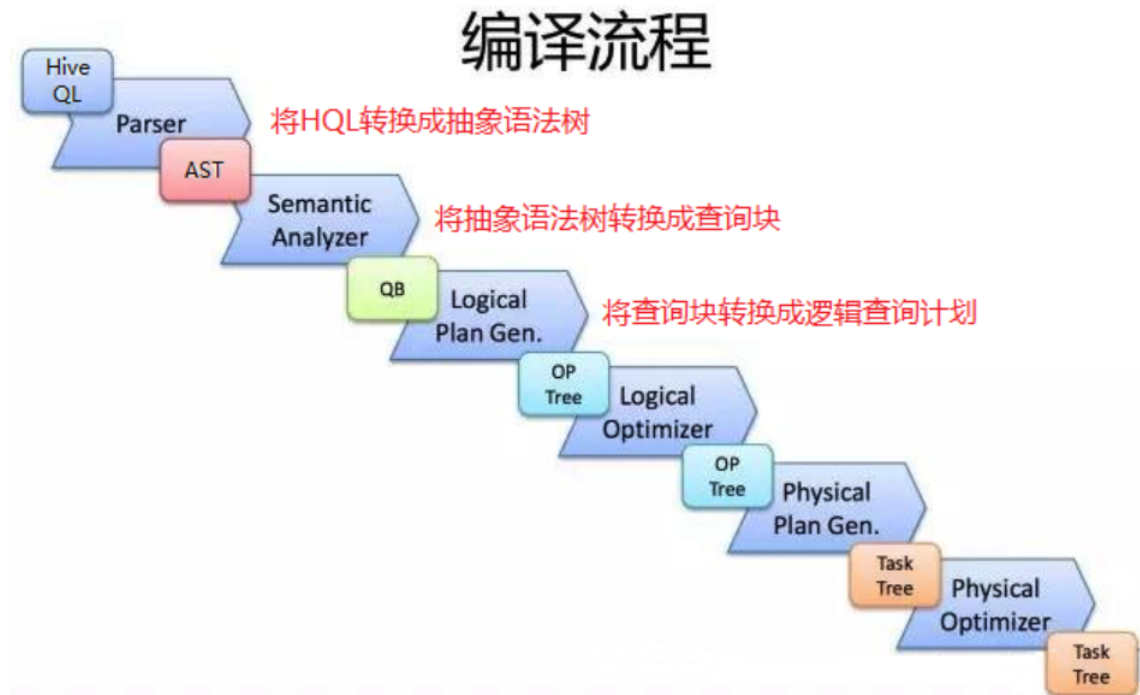 编译流程
Hive
QL
Parser
将HQL转换成抽象语法树
AST
Semantic
Analyzer
将抽象语法树转换成查询块
QB
Logical
Plan Gen.
将查询块转换成逻辑查询计划
OP
Tree
Logical
Optimizer
OP
Tree
Physical
Plan Gen.
Task
Tree
Physical
Optimizer
Task
Tree